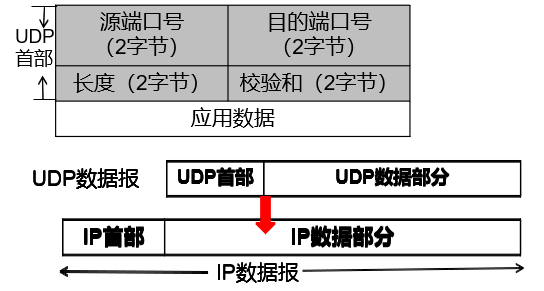 UDP
首部
源端口号
(2字节)
目的端口号
(2字节)
长度 (2字节)
校验和 (2字节)
应用数据
UDP数据报
UDP首部
UDP数据部分
IP首部
IP数据部分
IP数据报